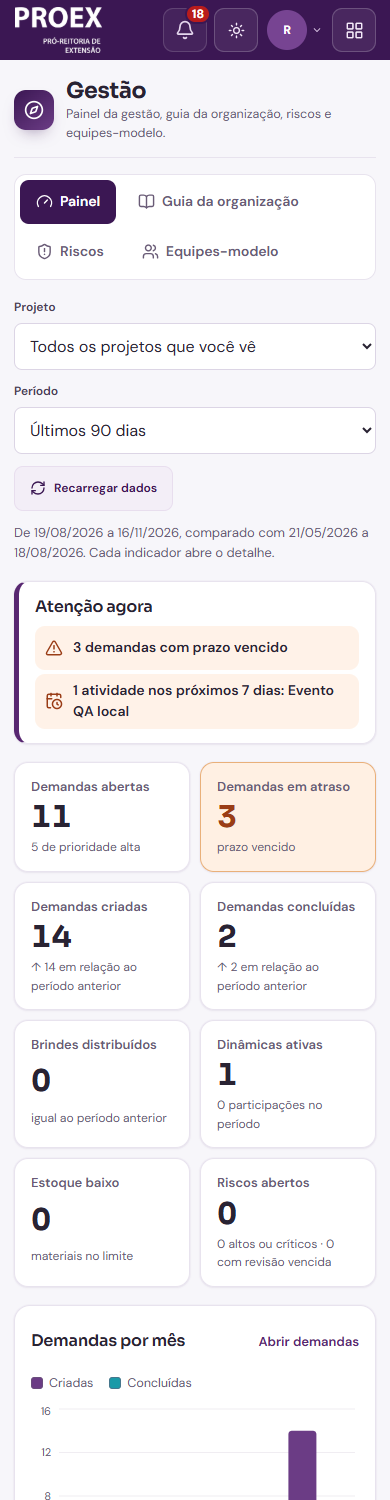 PROEX
PRÓ-REITORIA DE
EXTENSÃO
18
R
Gestão
Painel da gestão, guia da organização, riscos e
equipes-modelo.
Painel
Guia da organização
Riscos
Equipes-modelo
Projeto
Todos os projetos que você vê
Período
Últimos 90 dias
Recarregar dados
De 19/08/2026 a 16/11/2026, comparado com 21/05/2026 a
18/08/2026. Cada indicador abre o detalhe.
Atenção agora
3 demandas com prazo vencido
1 atividade nos próximos 7 dias: Evento
QA local
Demandas abertas
11
5 de prioridade alta
Demandas em atraso
3
prazo vencido
Demandas criadas
14
↑ 14 em relação ao
período anterior
Demandas concluídas
2
↑ 2 em relação ao
período anterior
Brindes distribuídos
0
igual ao período anterior
Dinâmicas ativas
1
0 participações no
período
Estoque baixo
0
materiais no limite
Riscos abertos
0
0 altos ou críticos · 0
com revisão vencida
Demandas por mês
Abrir demandas
Criadas
Concluídas
16
12
8